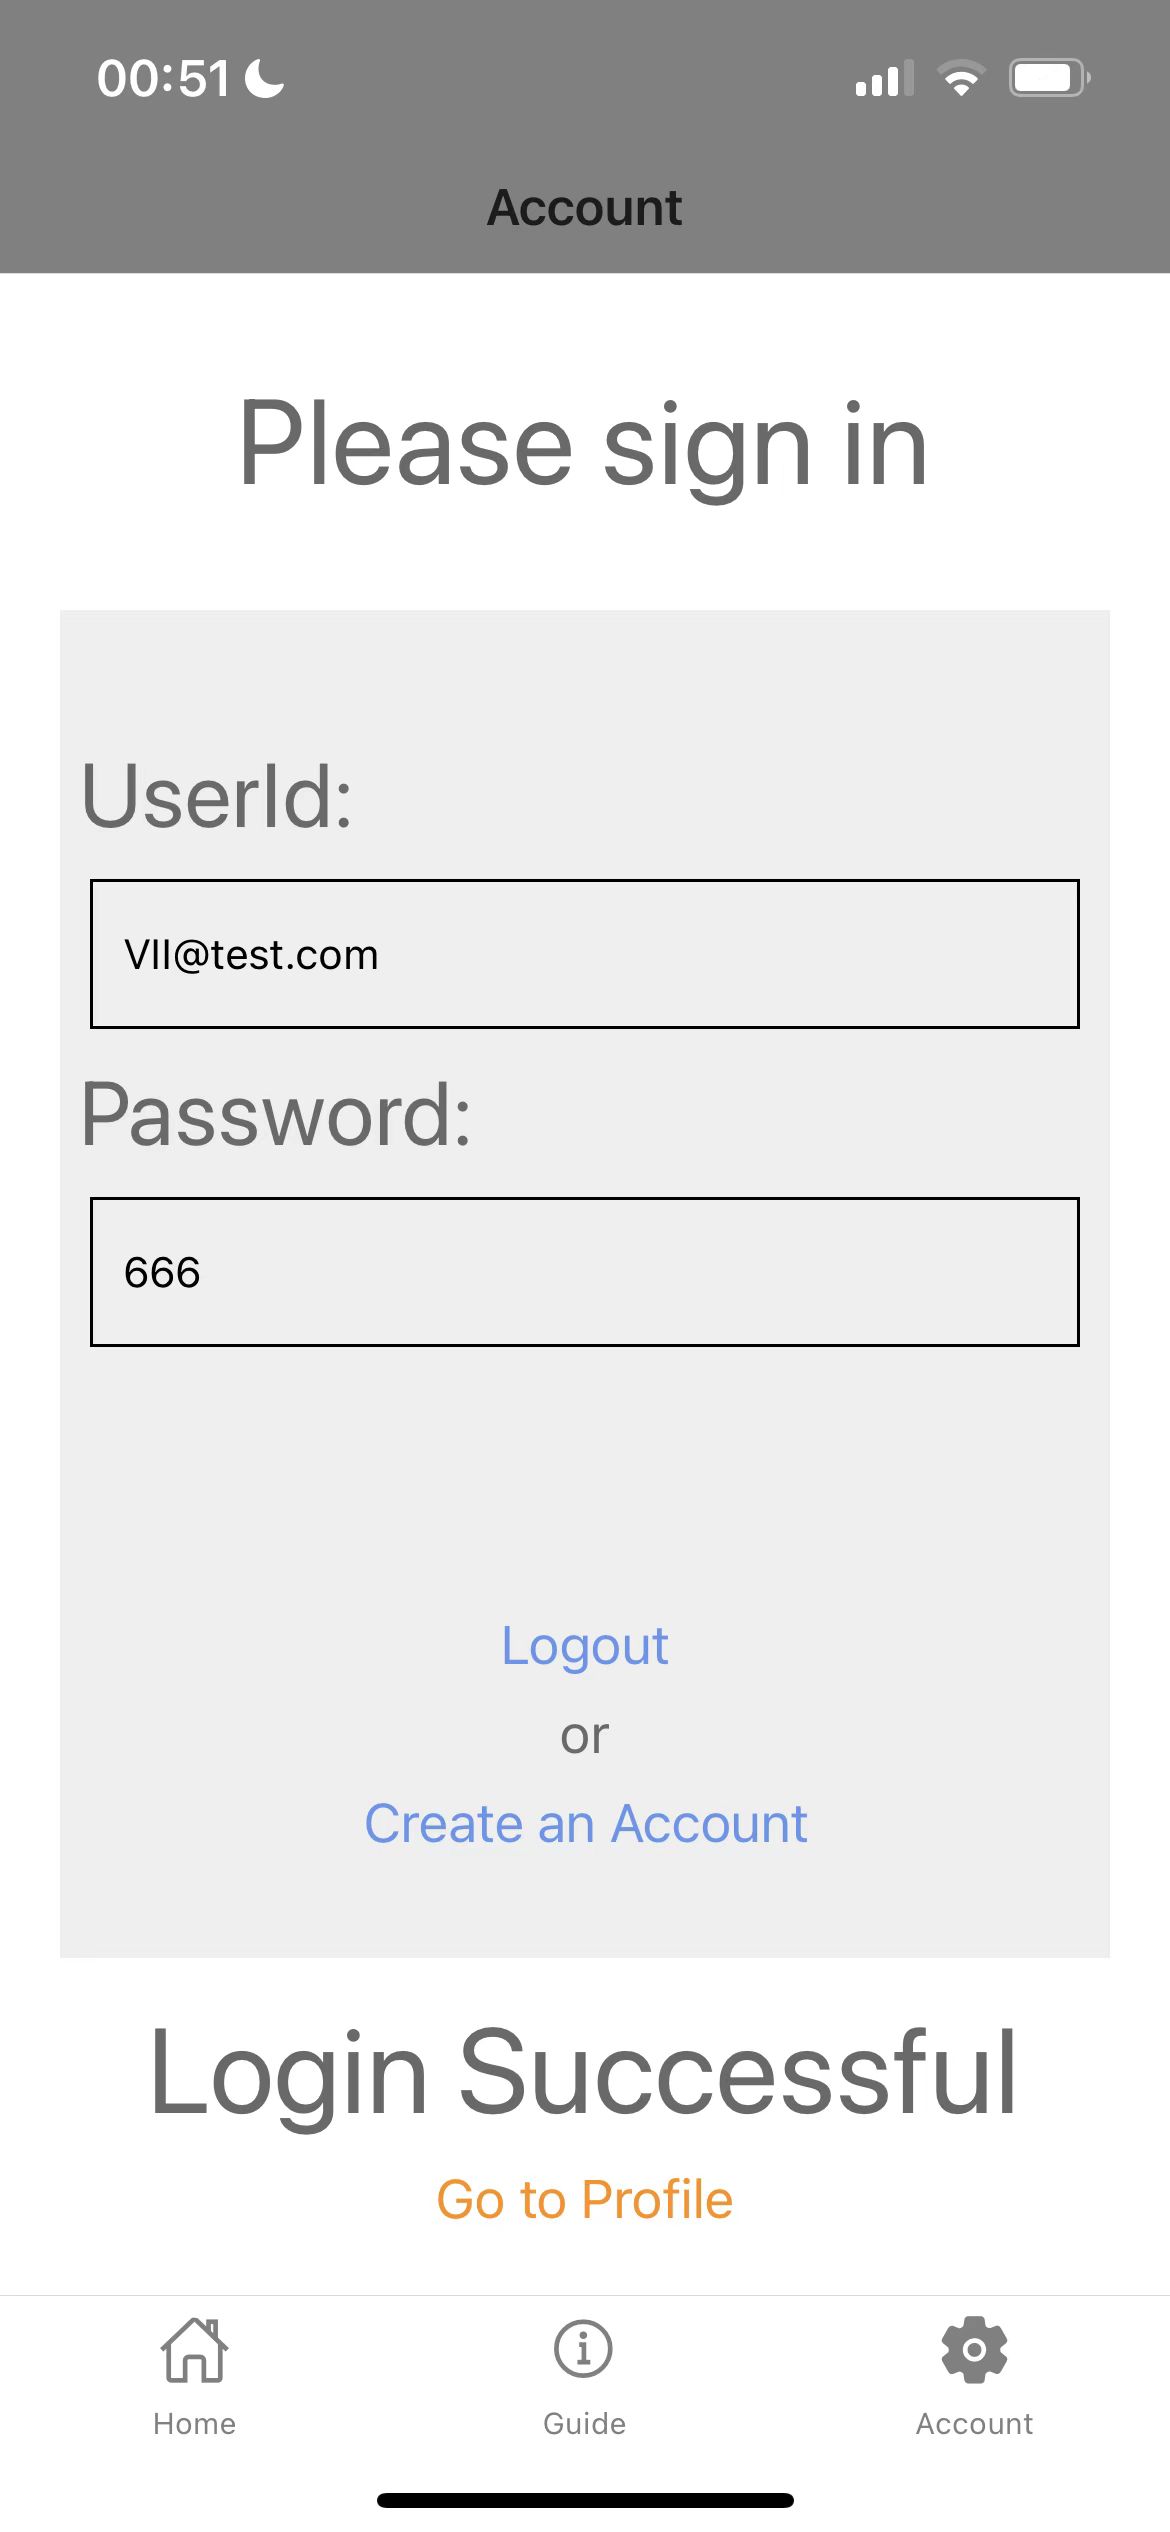 00:51
Account
Please sign in
UserId:
Vll@test.com
Password:
666
Logout
or
Create an Account
Login Successful
Go to Profile
Home
Guide
Account